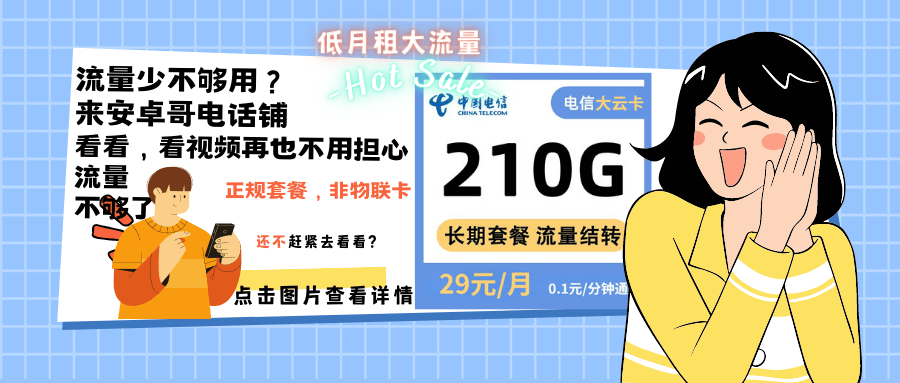 低月租大流量
-Hot Sale-
流量少不够用？
来安卓哥电话铺
看看，看视频再也不用担心
流量
不够了
正规套餐，非物联卡
还不赶紧去看看?
点击图片查看详情
中国电信
CHINA TELECOM
电信大云卡
210G
长期套餐 流量结转
29元/月
0.1元/分钟通